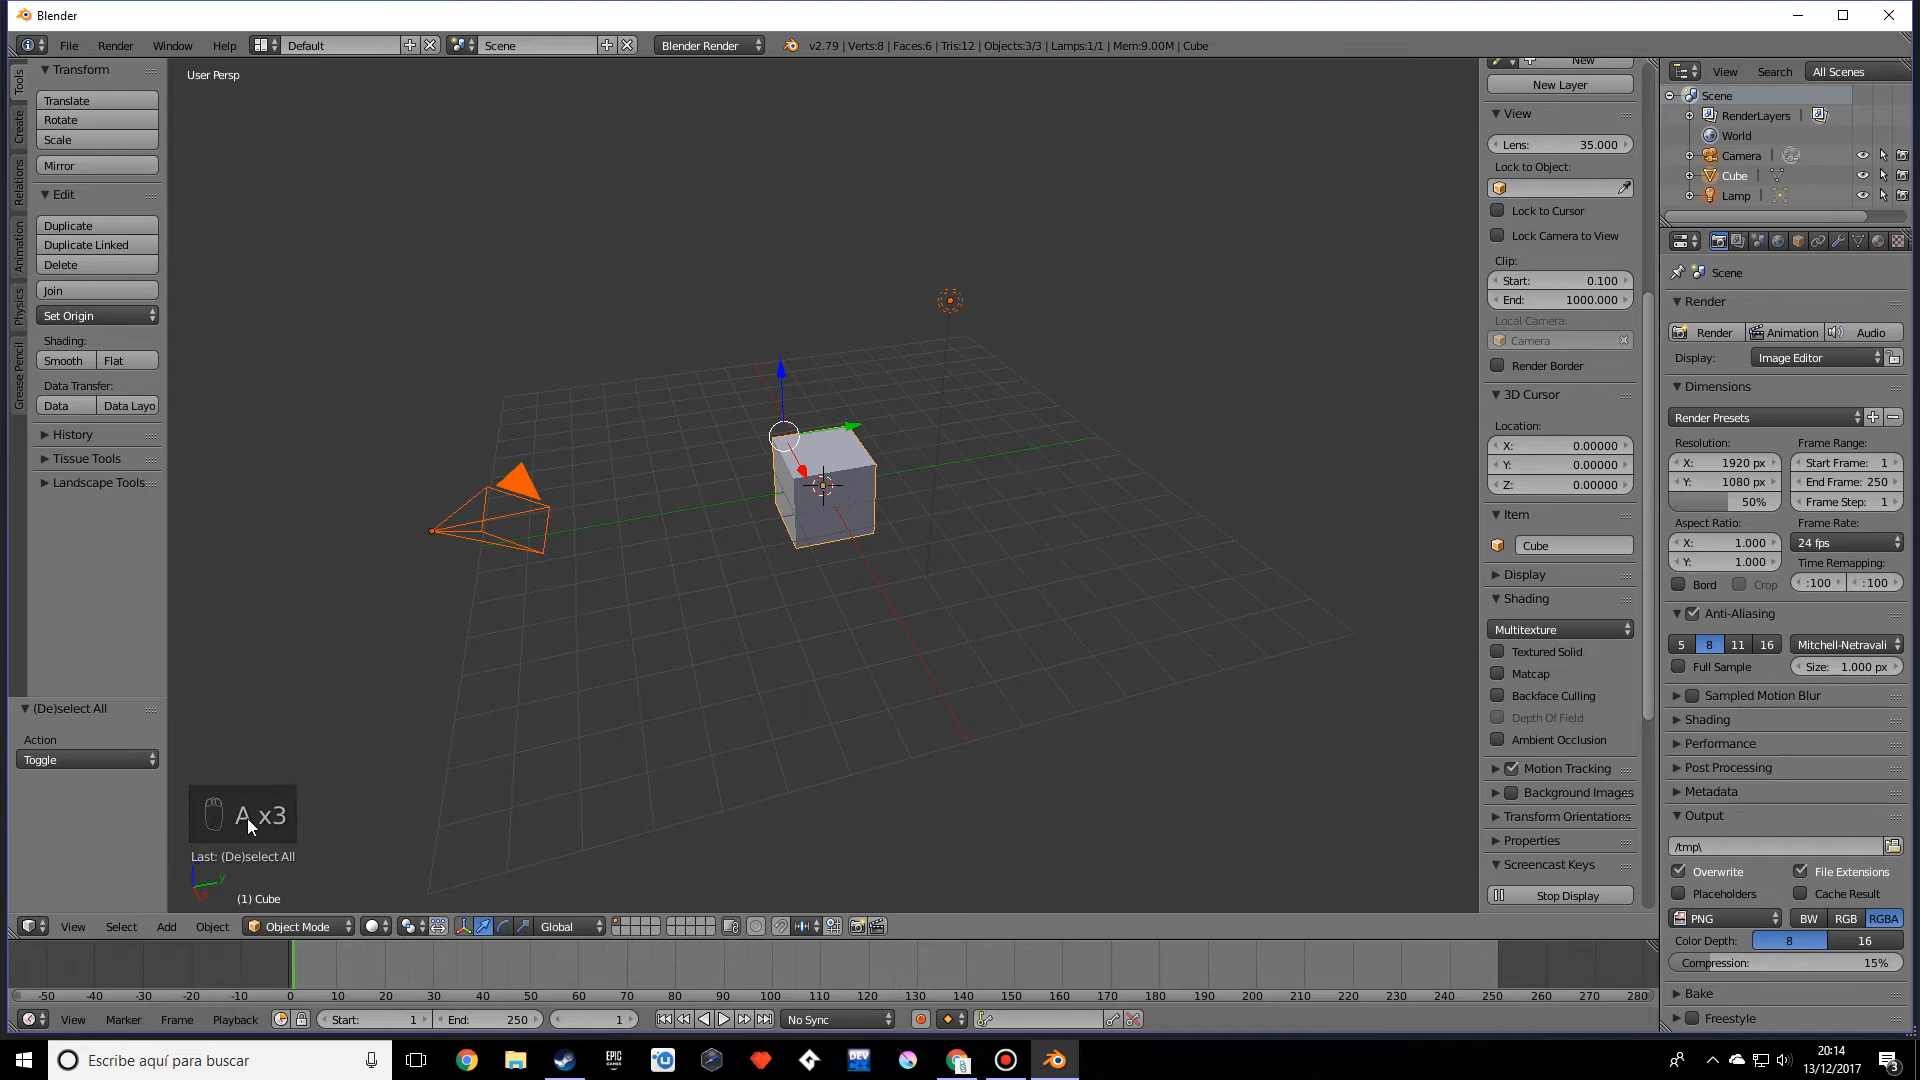 Blender
File Render Window Help Default Scene Blender Render v2.79 | Verts:8 | Faces:6 | Tris:12 | Objects:3/3 | Lamps:1/1 | Mem:9.00M | Cube
Tools
Create
Relations
Animation
Physics
Grease Pencil
Transform
Translate
Rotate
Scale
Mirror
Edit
Duplicate
Duplicate Linked
Delete
Join
Set Origin
Shading:
Smooth Flat
Data Transfer:
Data Data Layo
History
Tissue Tools
Landscape Tools
(De)select All
Action
Toggle
User Persp
A x3
Last: (De)select All
y
x
(1) Cube
New
New Layer
View
Lens: 35.000
Lock to Object:
Lock to Cursor
Lock Camera to View
Clip:
Start: 0.100
End: 1000.000
Local Camera:
Camera
Render Border
3D Cursor
Location:
X: 0.00000
Y: 0.00000
Z: 0.00000
Item
Cube
Display
Shading
Multitexture
Textured Solid
Matcap
Backface Culling
Depth Of Field
Ambient Occlusion
Motion Tracking
Background Images
Transform Orientations
Properties
Screencast Keys
Stop Display
View Search All Scenes
Scene
RenderLayers
World
Camera
Cube
Lamp
Scene
Render
Render Animation Audio
Display: Image Editor
Dimensions
Render Presets
Resolution: Frame Range:
X: 1920 px Start Frame: 1
Y: 1080 px End Frame: 250
50% Frame Step: 1
Aspect Ratio: Frame Rate:
X: 1.000 24 fps
Y: 1.000 Time Remapping:
Bord Crop :100 :100
Anti-Aliasing
5 8 11 16 Mitchell-Netravali
Full Sample Size: 1.000 px
Sampled Motion Blur
Shading
Performance
Post Processing
Metadata
Output
/tmp\
Overwrite File Extensions
Placeholders Cache Result
PNG BW RGB RGBA
Color Depth: 8 16
Compression: 15%
Bake
Freestyle
View Select Add Object Object Mode Global
-50 -40 -30 -20 -10 0 10 20 30 40 50 60 70 80 90 100 110 120 130 140 150 160 170 180 190 200 210 220 230 240 250 260 270 280
View Marker Frame Playback Start: 1 End: 250 1 No Sync
Escribe aquí para buscar
EPIC GAMES
DEV
20:14
13/12/2017
3